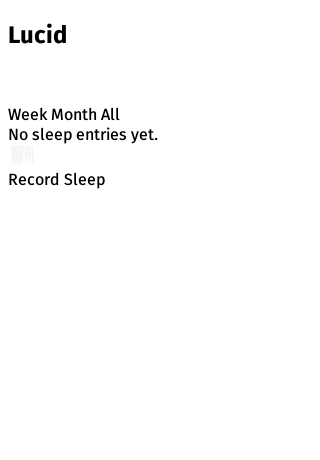 Lucid
Week Month All
No sleep entries yet.
Record Sleep